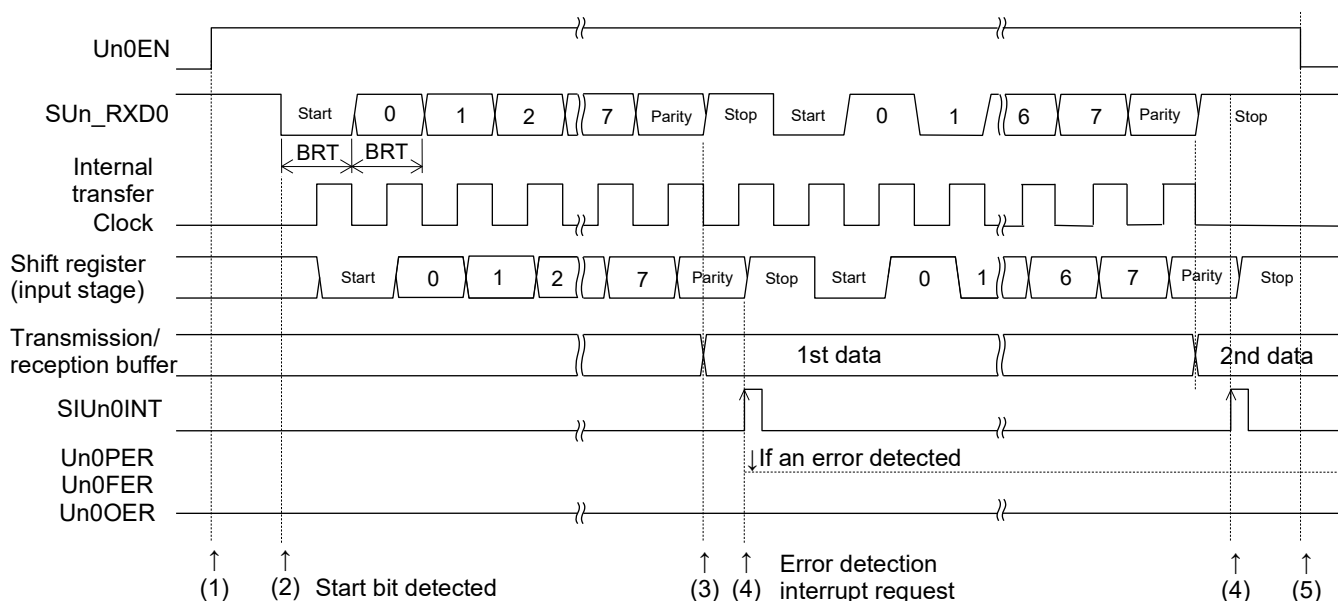 Un0EN
SUn_RXD0 Start 0 1 2 7 Parity Stop Start 0 1 6 7 Parity Stop
BRT BRT
Internal
transfer
Clock
Shift register
(input stage) Start 0 1 2 7 Parity Stop Start 0 1 6 7 Parity Stop
Transmission/
reception buffer 1st data 2nd data
SIUn0INT
Un0PER ↓If an error detected
Un0FER
Un0OER
↑ ↑ ↑ ↑ Error detection ↑ ↑
(1) (2) Start bit detected (3) (4) interrupt request (4) (5)